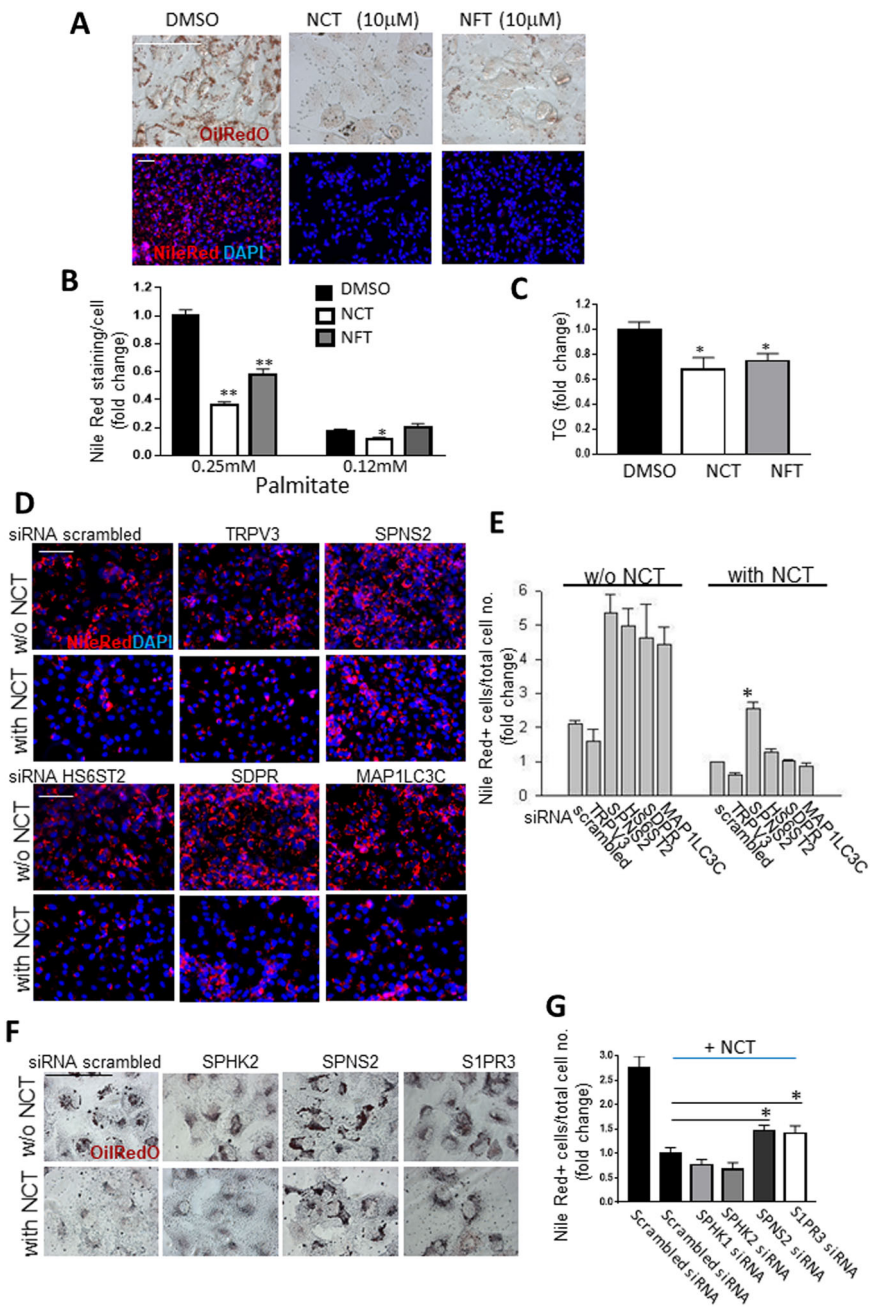 A
DMSO
NCT (10µM)
NFT (10µM)
OilRedO
NileRed DAPI
B
Nile Red staining/cell
(fold change)
1.0
0.8
0.6
0.4
0.2
0.0
DMSO
NCT
NFT
**
**
*
0.25mM
0.12mM
Palmitate
C
TG (fold change)
1.2
1.0
0.8
0.6
0.4
0.2
0.0
*
*
DMSO
NCT
NFT
D
siRNA scrambled
TRPV3
SPNS2
w/o NCT
NileRedDAPI
with NCT
siRNA HS6ST2
SDPR
MAP1LC3C
w/o NCT
with NCT
E
w/o NCT
with NCT
Nile Red+ cells/total cell no.
(fold change)
6
5
4
3
2
1
0
*
siRNA
scrambled
TRPV3
SPNS2
HS6ST2
SDPR
MAP1LC3C
scrambled
TRPV3
SPNS2
HS6ST2
SDPR
MAP1LC3C
F
siRNA scrambled
SPHK2
SPNS2
S1PR3
w/o NCT
OilRedO
with NCT
G
+ NCT
Nile Red+ cells/total cell no.
(fold change)
3.0
2.5
2.0
1.5
1.0
0.5
0.0
*
*
Scrambled siRNA
Scrambled siRNA
SPHK1 siRNA
SPHK2 siRNA
SPNS2 siRNA
S1PR3 siRNA